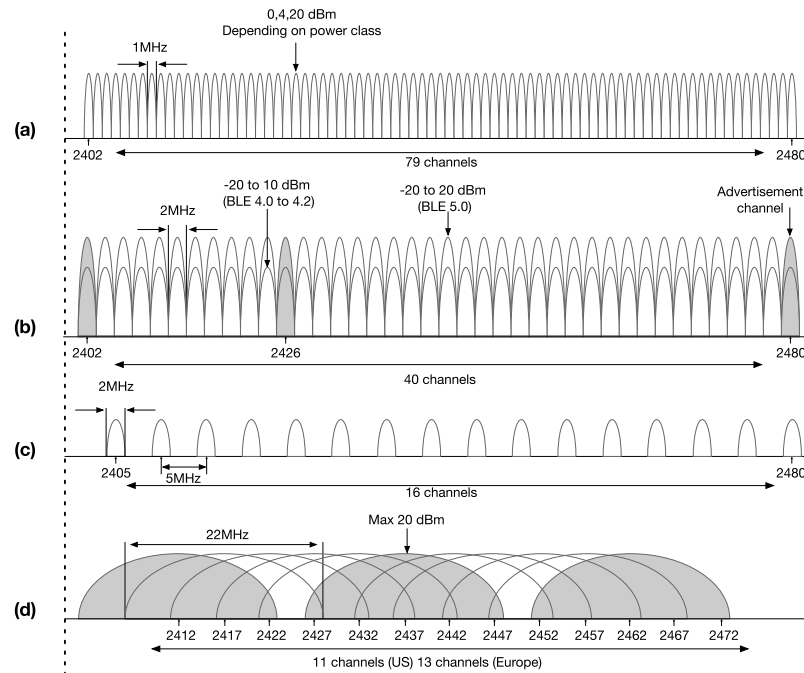 0,4,20 dBm
Depending on power class
1MHz
(a)
2402
2480
79 channels
-20 to 10 dBm
(BLE 4.0 to 4.2)
-20 to 20 dBm
(BLE 5.0)
Advertisement
channel
2MHz
(b)
2402
2426
2480
40 channels
2MHz
(c)
2405
5MHz
2480
16 channels
Max 20 dBm
22MHz
(d)
2412 2417 2422 2427 2432 2437 2442 2447 2452 2457 2462 2467 2472
11 channels (US) 13 channels (Europe)